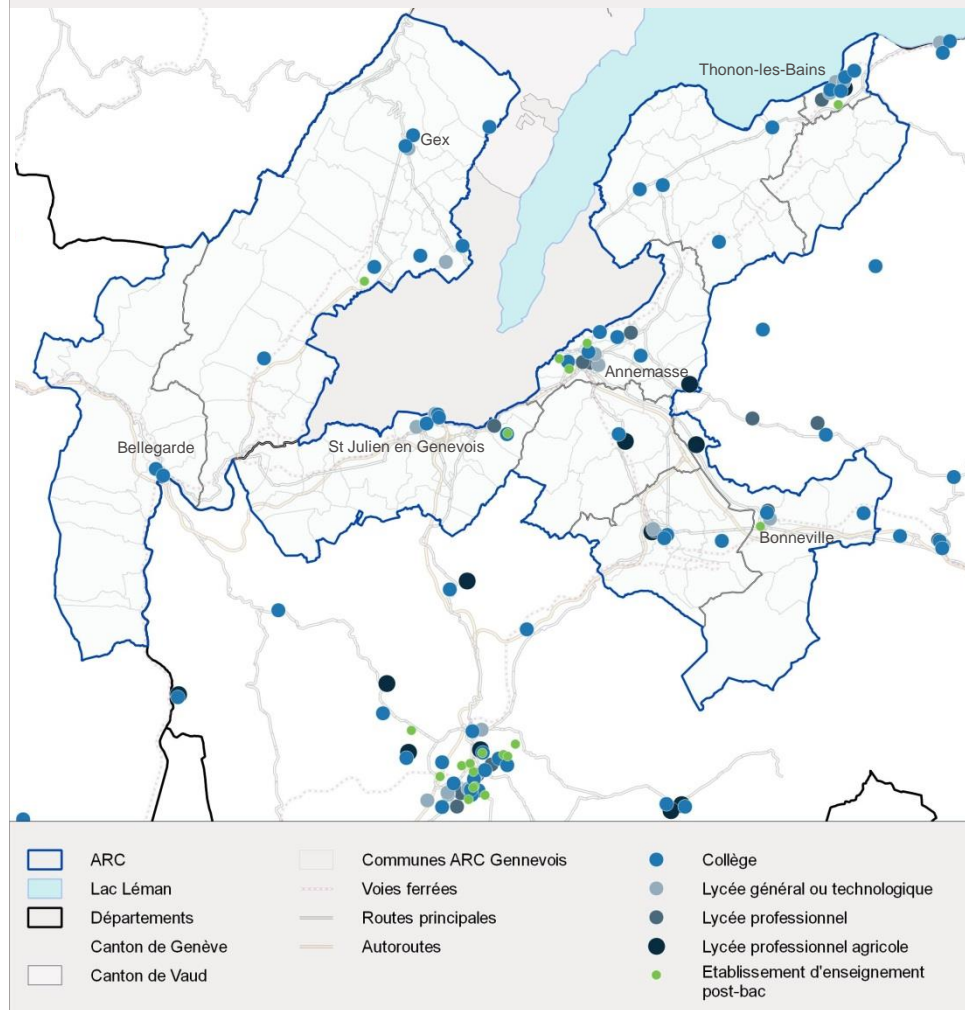 Thonon-les-Bains
Gex
Annemasse
Bellegarde
St Julien en Genevois
Bonneville
ARC
Lac Léman
Départements
Canton de Genève
Canton de Vaud
Communes ARC Gennevois
Voies ferrées
Routes principales
Autoroutes
Collège
Lycée général ou technologique
Lycée professionnel
Lycée professionnel agricole
Etablissement d'enseignement
post-bac